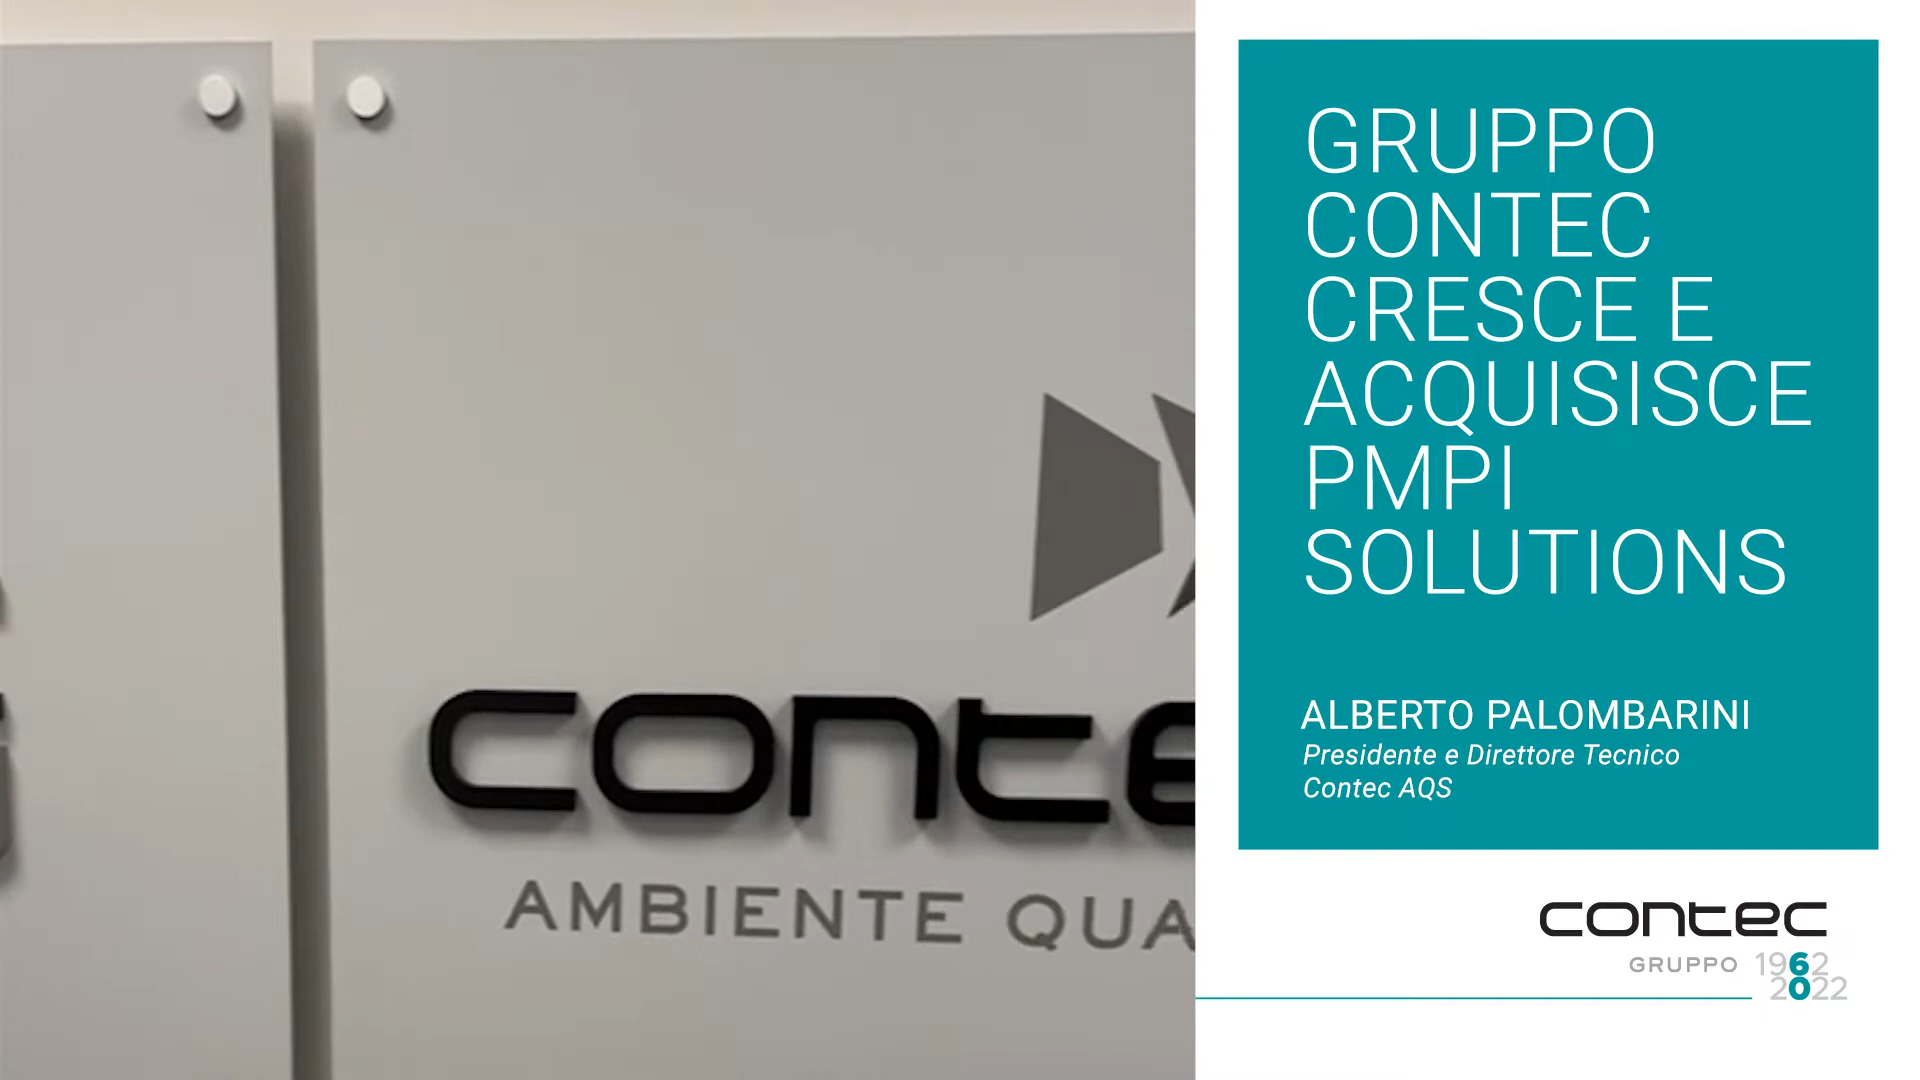 conte
AMBIENTE QUA
GRUPPO
CONTEC
CRESCE E
ACQUISISCE
PMPI
SOLUTIONS
ALBERTO PALOMBARINI
Presidente e Direttore Tecnico
Contec AQS
contec
GRUPPO 1962
2022